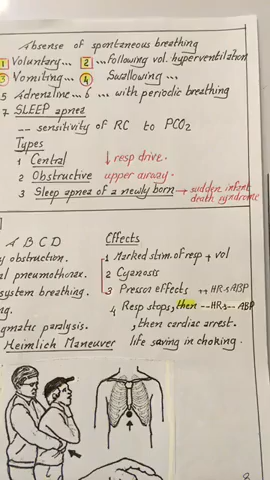 Absense of spontaneous breathing
1 Voluntary... 2 ...Following vol. hyperventilation
3 Vomiting... 4 Swallowing ...
5 Adrenaline.. 6 ... with periodic breathing
7 SLEEP apnea
-- sensitivity of RC to PCO2
Types
1 Central ↓ resp drive.
2 Obstructive upper airway.
3 Sleep apnea of a newly born → sudden infant death syndrome
A B C D Effects
y obstruction. 1 Marked stim. of resp + vol
al pneumothorax. 2 Cyanosis
system breathing. 3 Pressor effects ++ HR & ABP
ng. 4 Resp stops, then -- HR & -- ABP
gmatic paralysis. , then cardiac arrest.
Heimlich Maneuver life saving in choking.